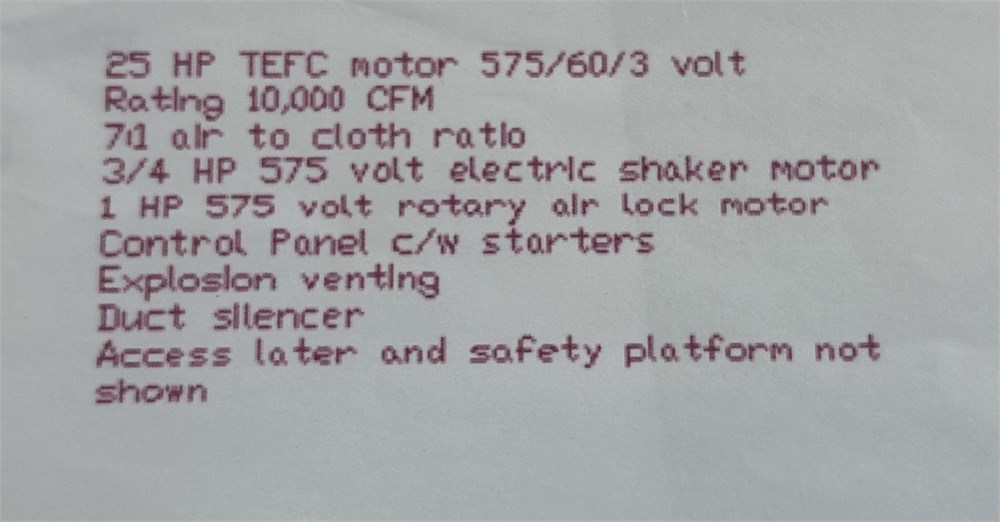 25 HP TEFC motor 575/60/3 volt
Rating 10,000 CFM
7:1 air to cloth ratio
3/4 HP 575 volt electric shaker motor
1 HP 575 volt rotary air lock motor
Control Panel c/w starters
Explosion venting
Duct silencer
Access later and safety platform not
shown